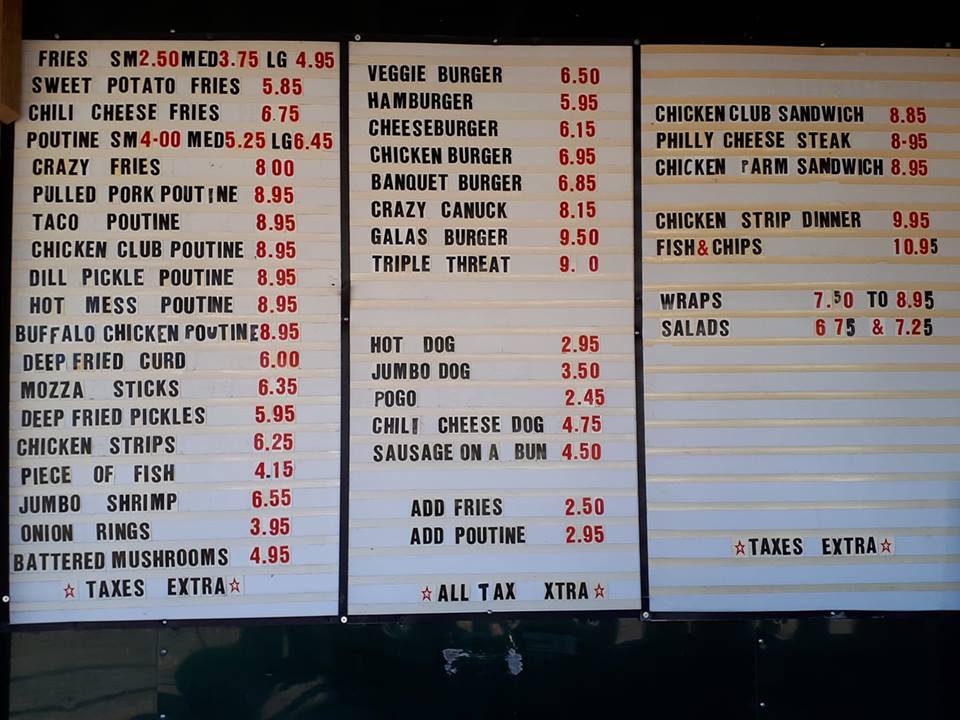 FRIES SM2.50MED3.75 LG 4.95
SWEET POTATO FRIES 5.85
CHILI CHEESE FRIES 6.75
POUTINE SM4-00 MED5.25 LG6.45
CRAZY FRIES 8 00
PULLED PORK POUTINE 8.95
TACO POUTINE 8.95
CHICKEN CLUB POUTINE 8.95
DILL PICKLE POUTINE 8.95
HOT MESS POUTINE 8.95
BUFFALO CHICKEN POUTINE8.95
DEEP FRIED CURD 6.00
MOZZA STICKS 6.35
DEEP FRIED PICKLES 5.95
CHICKEN STRIPS 6.25
PIECE OF FISH 4.15
JUMBO SHRIMP 6.55
ONION RINGS 3.95
BATTERED MUSHROOMS 4.95
☆ TAXES EXTRA☆
VEGGIE BURGER 6.50
HAMBURGER 5.95
CHEESEBURGER 6.15
CHICKEN BURGER 6.95
BANQUET BURGER 6.85
CRAZY CANUCK 8.15
GALAS BURGER 9.50
TRIPLE THREAT 9. 0
HOT DOG 2.95
JUMBO DOG 3.50
POGO 2.45
CHILI CHEESE DOG 4.75
SAUSAGE ON A BUN 4.50
ADD FRIES 2.50
ADD POUTINE 2.95
☆ALL TAX XTRA☆
CHICKEN CLUB SANDWICH 8.85
PHILLY CHEESE STEAK 8-95
CHICKEN PARM SANDWICH 8.95
CHICKEN STRIP DINNER 9.95
FISH&CHIPS 10.95
WRAPS 7.50 TO 8.95
SALADS 6 75 & 7.25
☆TAXES EXTRA☆